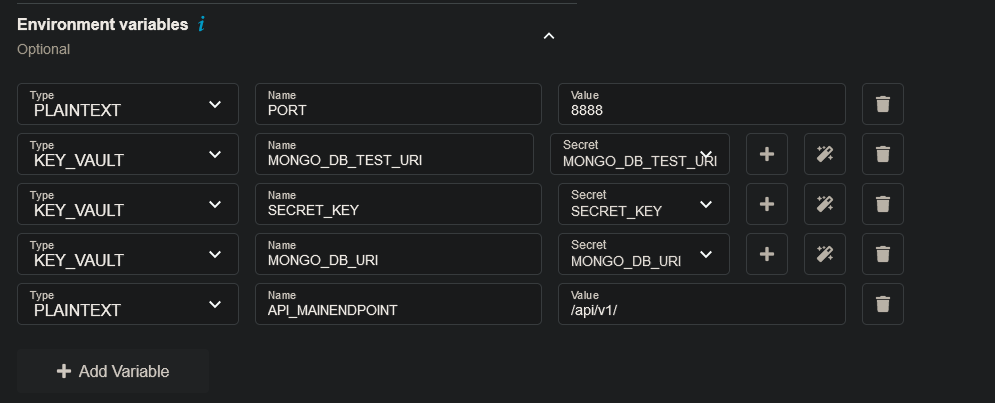 Environment variables i
Optional
Type Name Value
PLAINTEXT PORT 8888
Type Name Secret
KEY_VAULT MONGO_DB_TEST_URI MONGO_DB_TEST_URI
Type Name Secret
KEY_VAULT SECRET_KEY SECRET_KEY
Type Name Secret
KEY_VAULT MONGO_DB_URI MONGO_DB_URI
Type Name Value
PLAINTEXT API_MAINENDPOINT /api/v1/
+ Add Variable